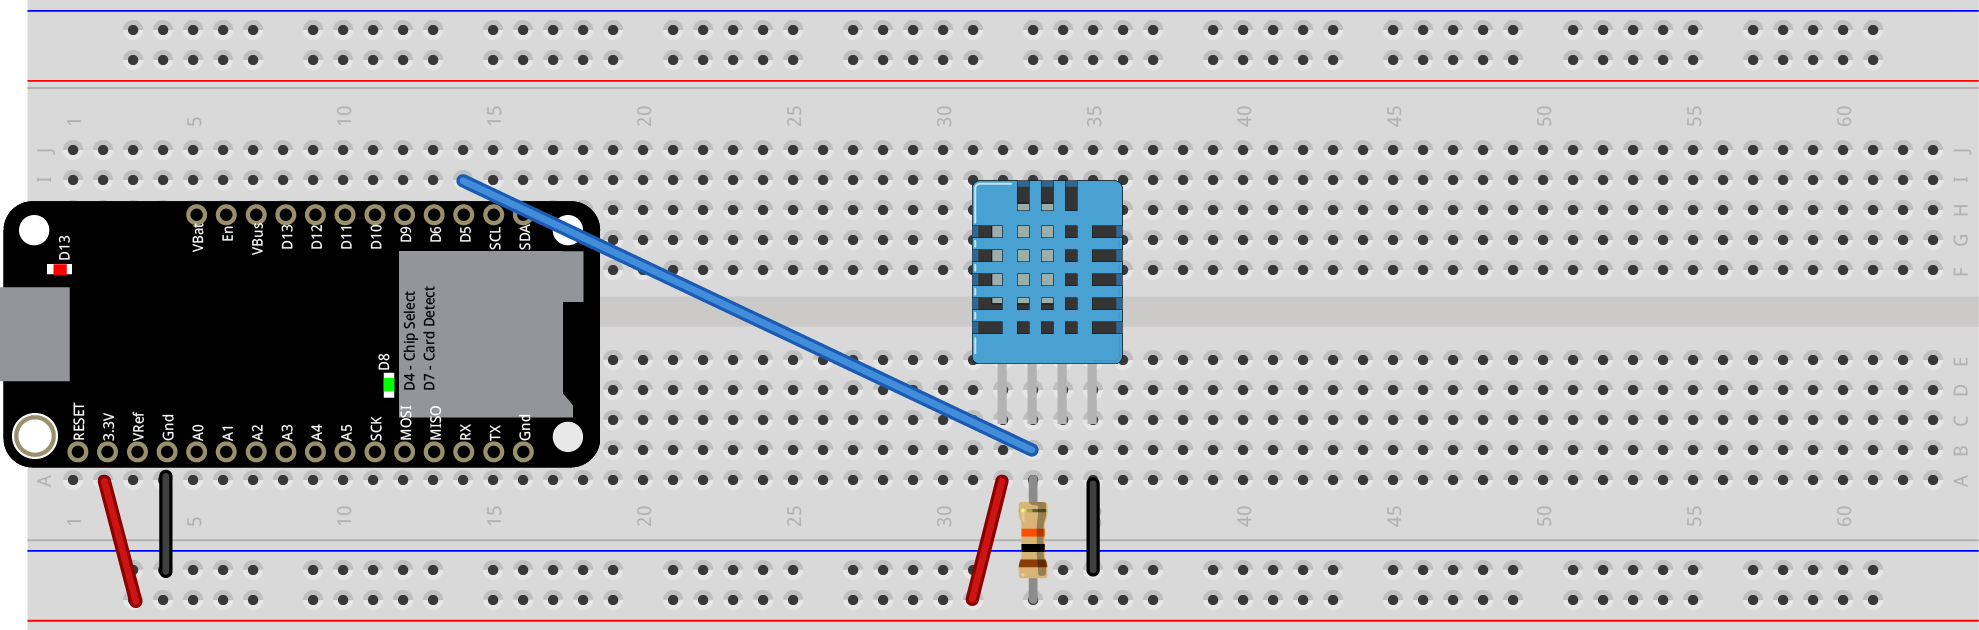 1 5 10 15 20 25 30 35 40 45 50 55 60
J J
I I
H
G
F
VBat En VBus D13 D12 D11 D10 D9 D6 D5 SCL SDA
D13
D4 - Chip Select
D7 - Card Detect
D8
RESET 3.3V VRef Gnd A0 A1 A2 A3 A4 A5 SCK MOSI MISO RX TX Gnd
E
D
C
B
A A
1 5 10 15 20 25 30 40 45 50 55 60